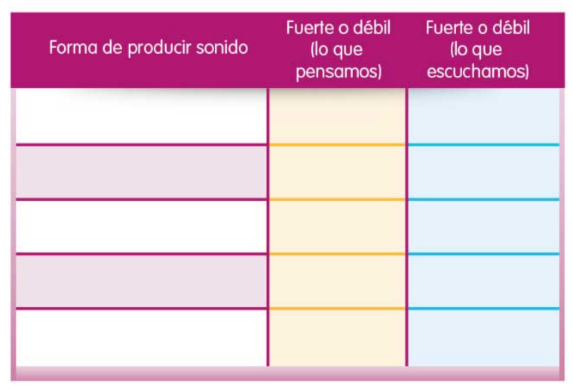 Forma de producir sonido
Fuerte o débil
(lo que
pensamos)
Fuerte o débil
(lo que
escuchamos)